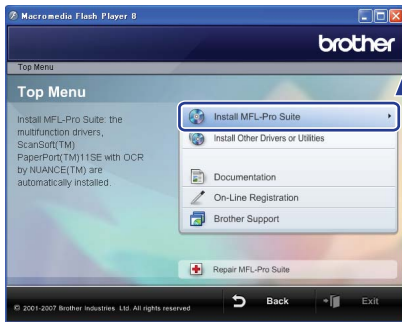 Macromedia Flash Player 8
brother
Top Menu
Top Menu
Install MFL-Pro Suite: the
multifunction drivers,
ScanSoft(TM)
PaperPort(TM)11SE with OCR
by NUANCE(TM) are
automatically installed.
Install MFL-Pro Suite
Install Other Drivers or Utilities
Documentation
On-Line Registration
Brother Support
Repair MFL-Pro Suite
© 2001-2007 Brother Industries Ltd. All rights reserved
Back
Exit